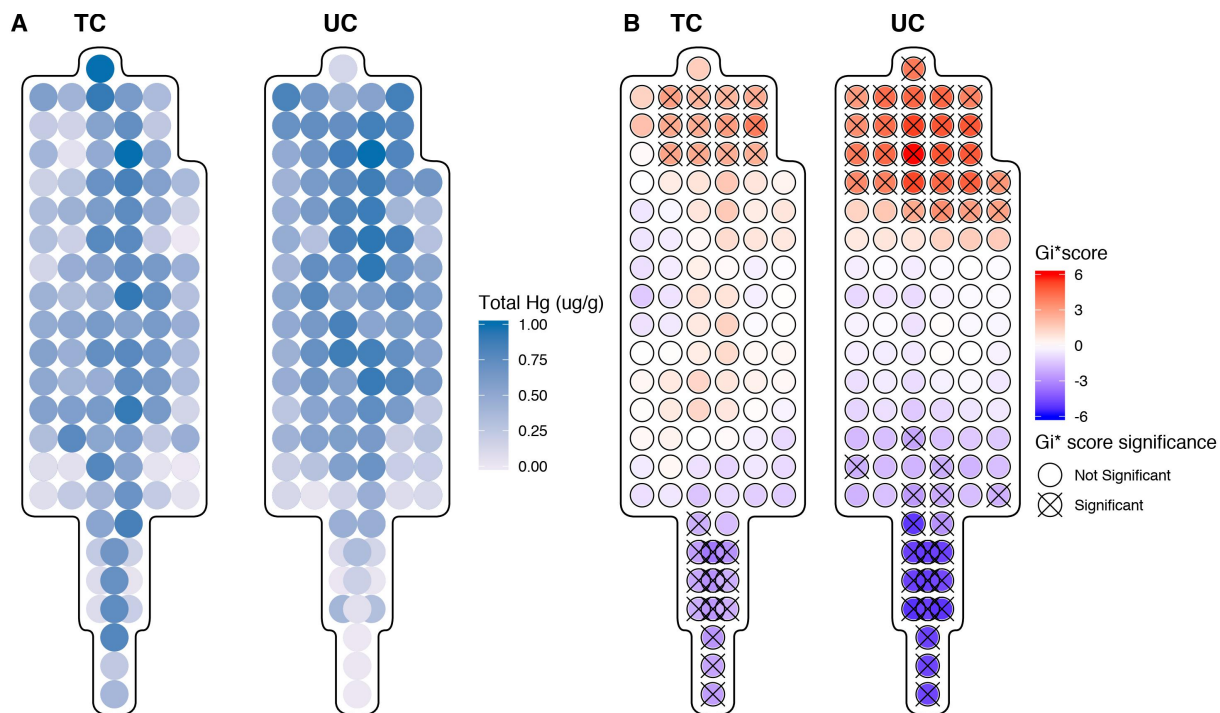 A
TC
UC
B
TC
UC
Total Hg (ug/g)
1.00
0.75
0.50
0.25
0.00
Gi*score
6
3
0
-3
-6
Gi* score significance
Not Significant
Significant